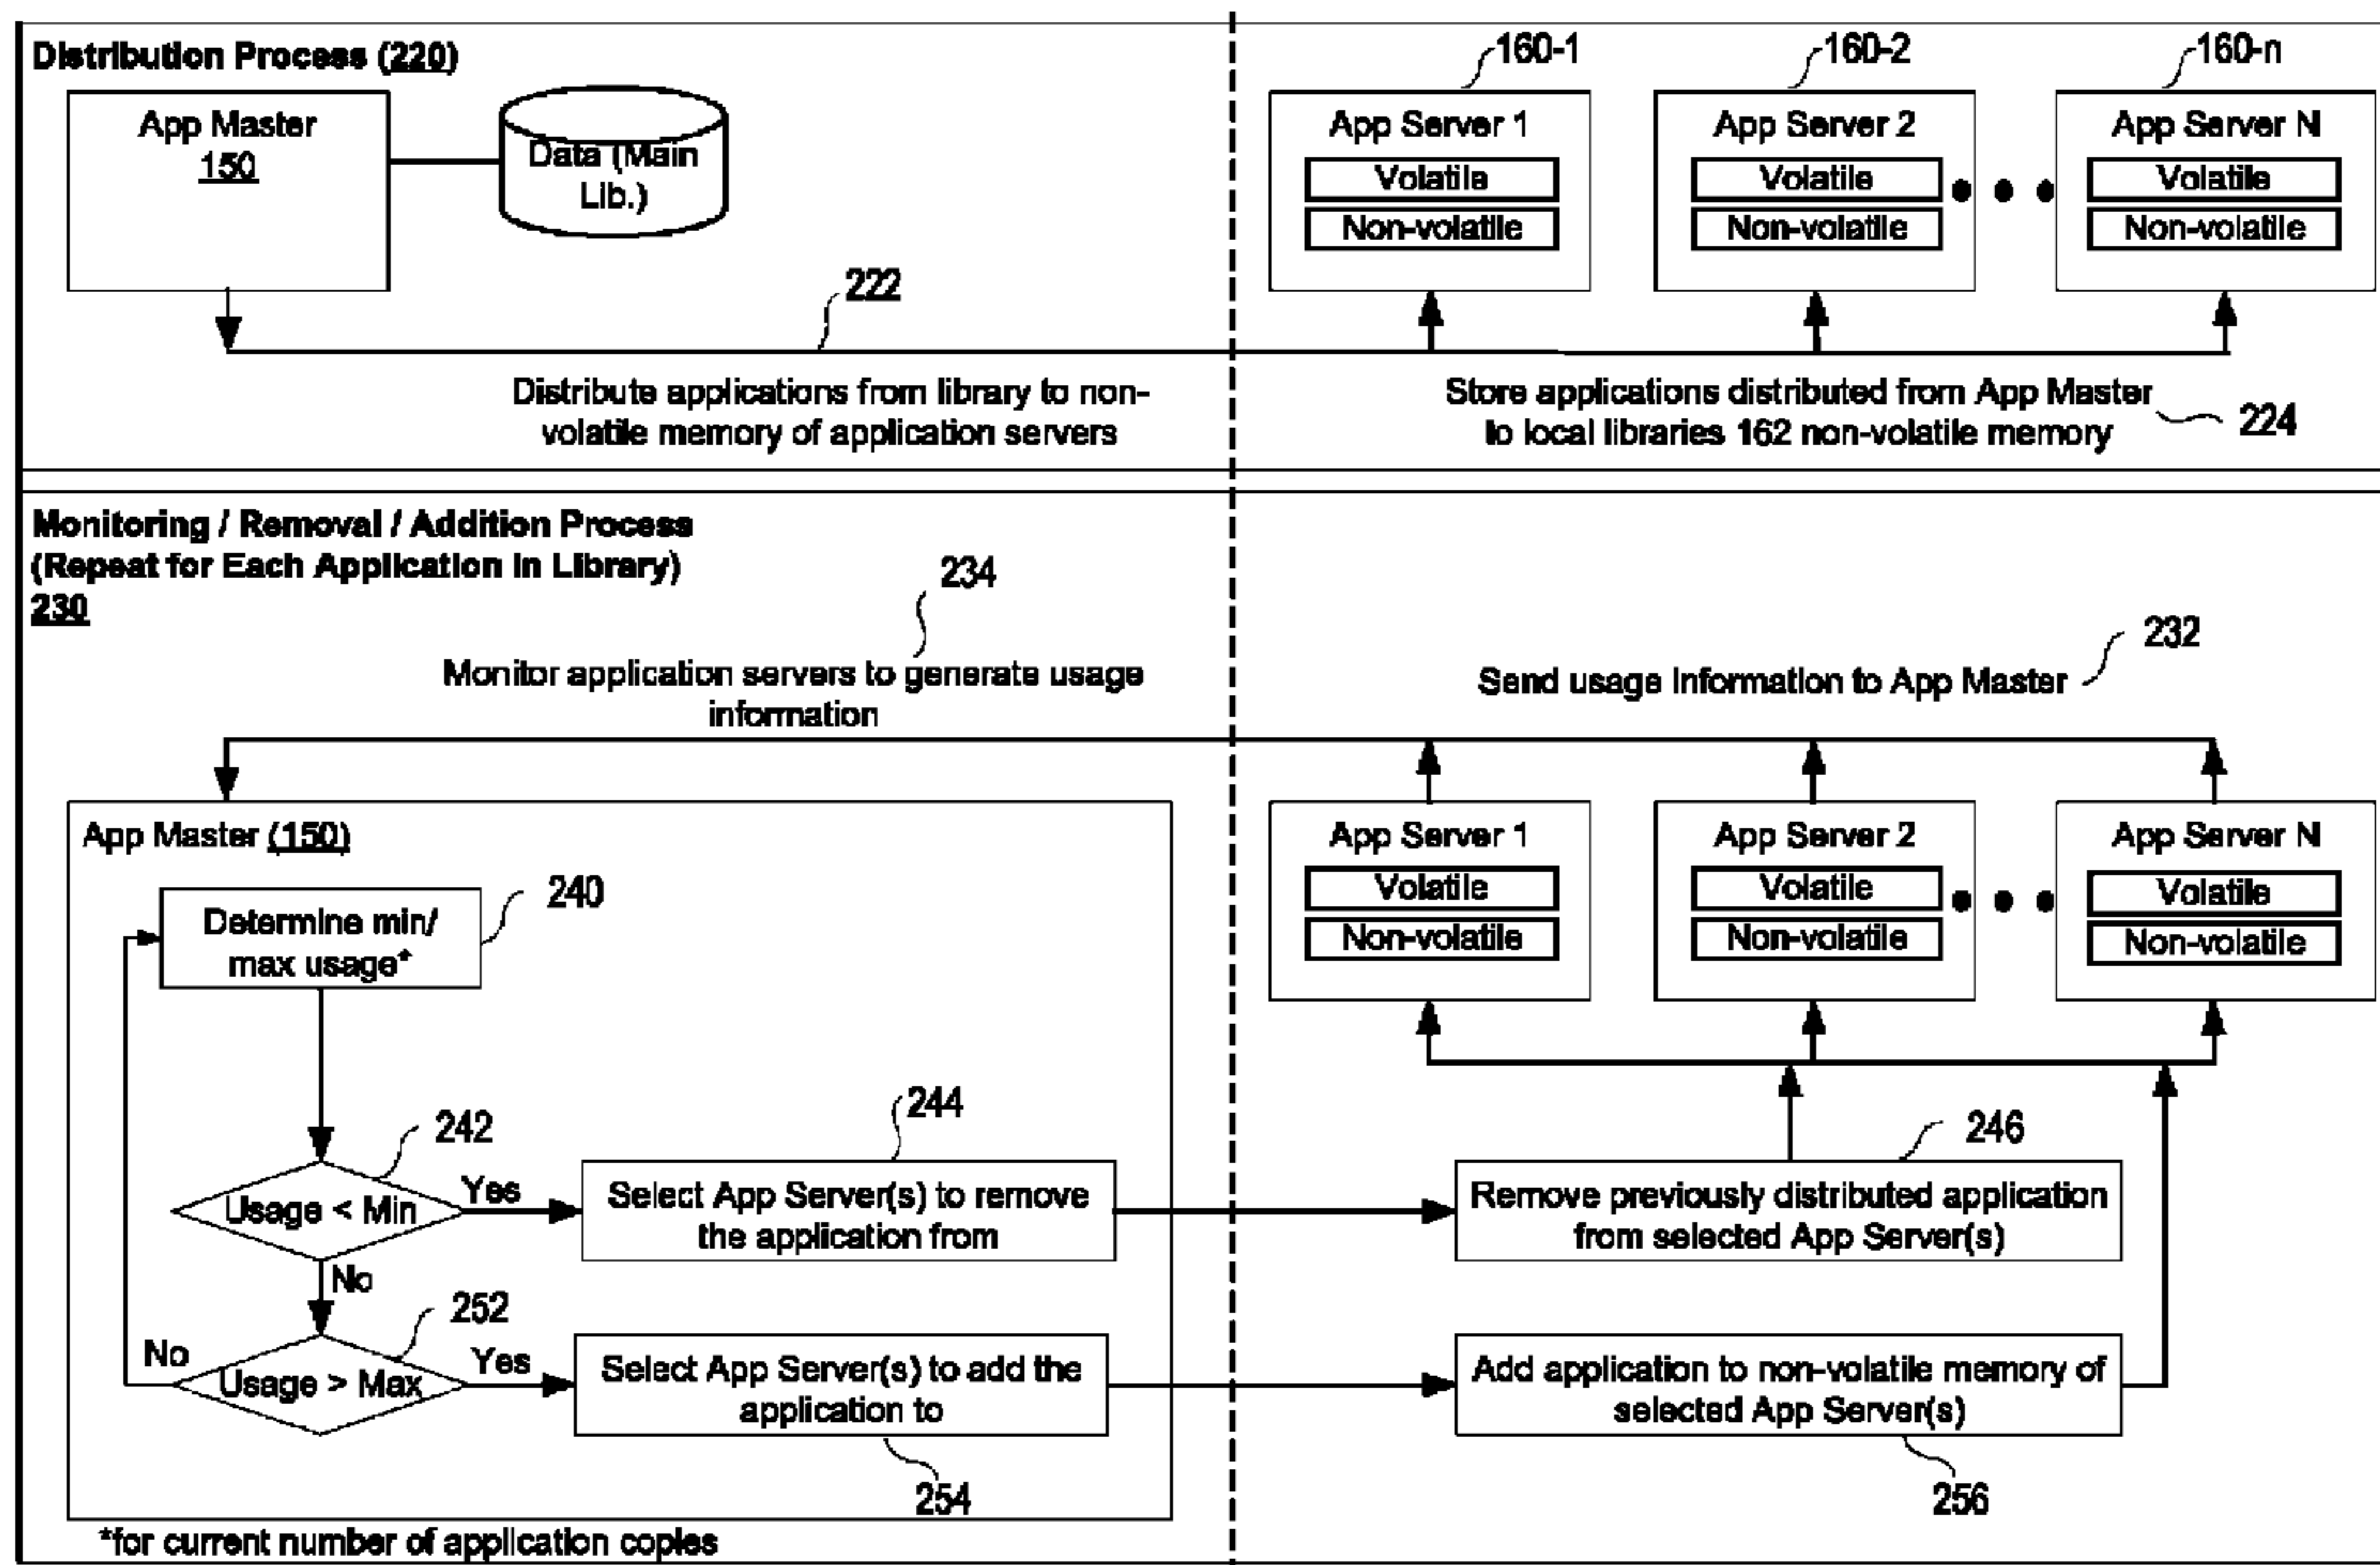 Distribution Process (220)
160-1
160-2
160-n
App Master
150
Data (Main
Lib.)
App Server 1
Volatile
Non-volatile
App Server 2
Volatile
Non-volatile
App Server N
Volatile
Non-volatile
222
Distribute applications from library to non-
volatile memory of application servers
Store applications distributed from App Master
to local libraries 162 non-volatile memory
224
Monitoring / Removal / Addition Process
(Repeat for Each Application in Library)
230
234
Monitor application servers to generate usage
information
232
Send usage information to App Master
App Master (150)
240
Determine min/
max usage*
App Server 1
Volatile
Non-volatile
App Server 2
Volatile
Non-volatile
App Server N
Volatile
Non-volatile
242
Usage < Min
Yes
No
244
Select App Server(s) to remove
the application from
246
Remove previously distributed application
from selected App Server(s)
252
No
Usage > Max
Yes
Select App Server(s) to add the
application to
254
Add application to non-volatile memory of
selected App Server(s)
256
*for current number of application copies